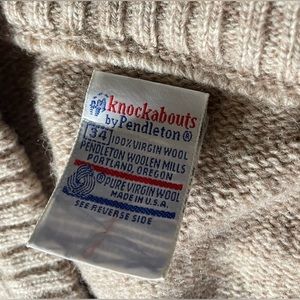 knockabouts
by Pendleton®
34 100% VIRGIN WOOL
PENDLETON WOOLEN MILLS
PORTLAND, OREGON
® PURE VIRGIN WOOL
MADE IN U.S.A.
SEE REVERSE SIDE